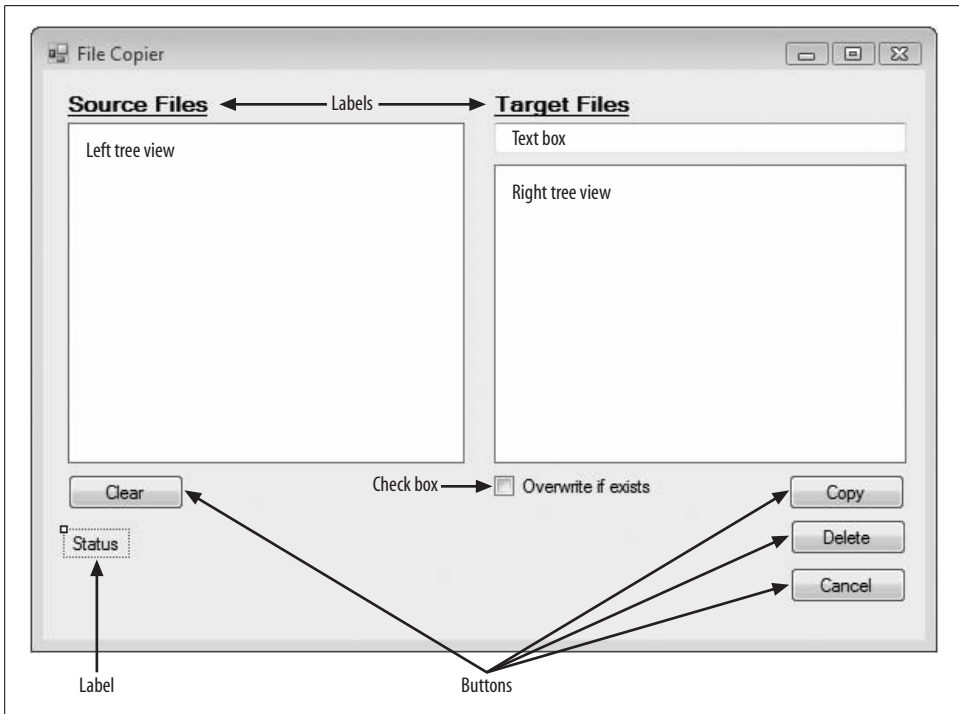 File Copier
Source Files
Labels
Target Files
Left tree view
Text box
Right tree view
Clear
Check box
Overwrite if exists
Copy
Status
Delete
Cancel
Label
Buttons